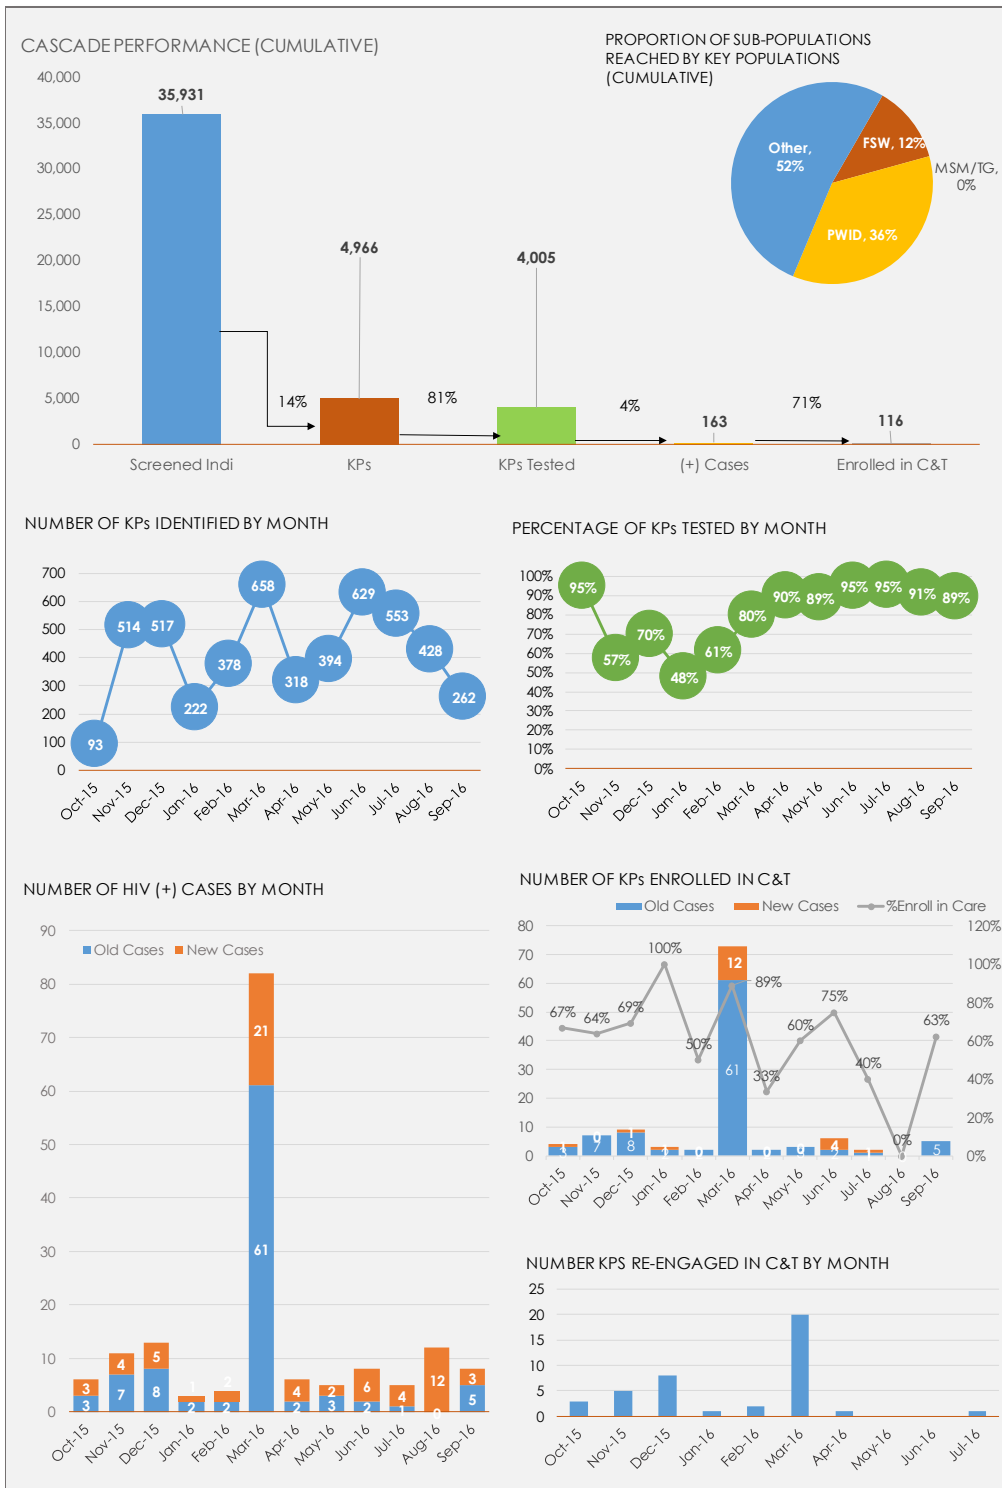 CASCADE PERFORMANCE (CUMULATIVE)
40,000
35,000
30,000
25,000
20,000
15,000
10,000
5,000
0
35,931
4,966
4,005
163
116
14%
81%
4%
71%
Screened Indi
KPs
KPs Tested
(+) Cases
Enrolled in C&T
PROPORTION OF SUB-POPULATIONS
REACHED BY KEY POPULATIONS
(CUMULATIVE)
Other,
52%
FSW, 12%
MSM/TG,
0%
PWID, 36%
NUMBER OF KPs IDENTIFIED BY MONTH
700
600
500
400
300
200
100
0
93
514
517
222
378
658
318
394
629
553
428
262
Oct-15
Nov-15
Dec-15
Jan-16
Feb-16
Mar-16
Apr-16
May-16
Jun-16
Jul-16
Aug-16
Sep-16
PERCENTAGE OF KPs TESTED BY MONTH
100%
90%
80%
70%
60%
50%
40%
30%
20%
10%
0%
95%
57%
70%
48%
61%
80%
90%
89%
95%
95%
91%
89%
Oct-15
Nov-15
Dec-15
Jan-16
Feb-16
Mar-16
Apr-16
May-16
Jun-16
Jul-16
Aug-16
Sep-16
NUMBER OF HIV (+) CASES BY MONTH
Old Cases
New Cases
90
80
70
60
50
40
30
20
10
0
3
4
5
1
2
21
4
2
6
4
12
3
3
7
8
2
2
61
2
3
2
1
0
5
Oct-15
Nov-15
Dec-15
Jan-16
Feb-16
Mar-16
Apr-16
May-16
Jun-16
Jul-16
Aug-16
Sep-16
NUMBER OF KPs ENROLLED IN C&T
Old Cases
New Cases
%Enroll in Care
80
70
60
50
40
30
20
10
0
120%
100%
80%
60%
40%
20%
0%
67%
64%
69%
100%
50%
89%
33%
60%
75%
40%
0%
63%
0
1
12
4
3
7
8
61
5
Oct-15
Nov-15
Dec-15
Jan-16
Feb-16
Mar-16
Apr-16
May-16
Jun-16
Jul-16
Aug-16
Sep-16
NUMBER KPS RE-ENGAGED IN C&T BY MONTH
25
20
15
10
5
0
Oct-15
Nov-15
Dec-15
Jan-16
Feb-16
Mar-16
Apr-16
May-16
Jun-16
Jul-16